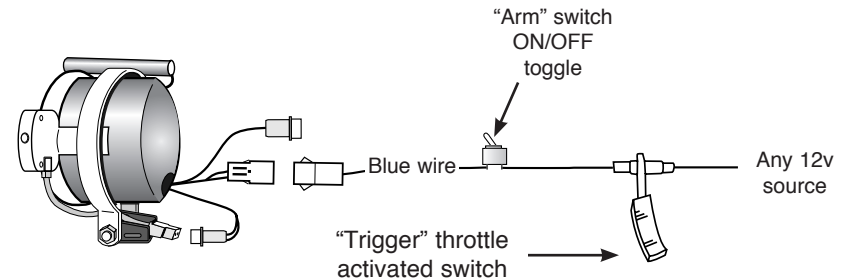 “Arm” switch
ON/OFF
toggle
Blue wire
Any 12v
source
“Trigger” throttle
activated switch